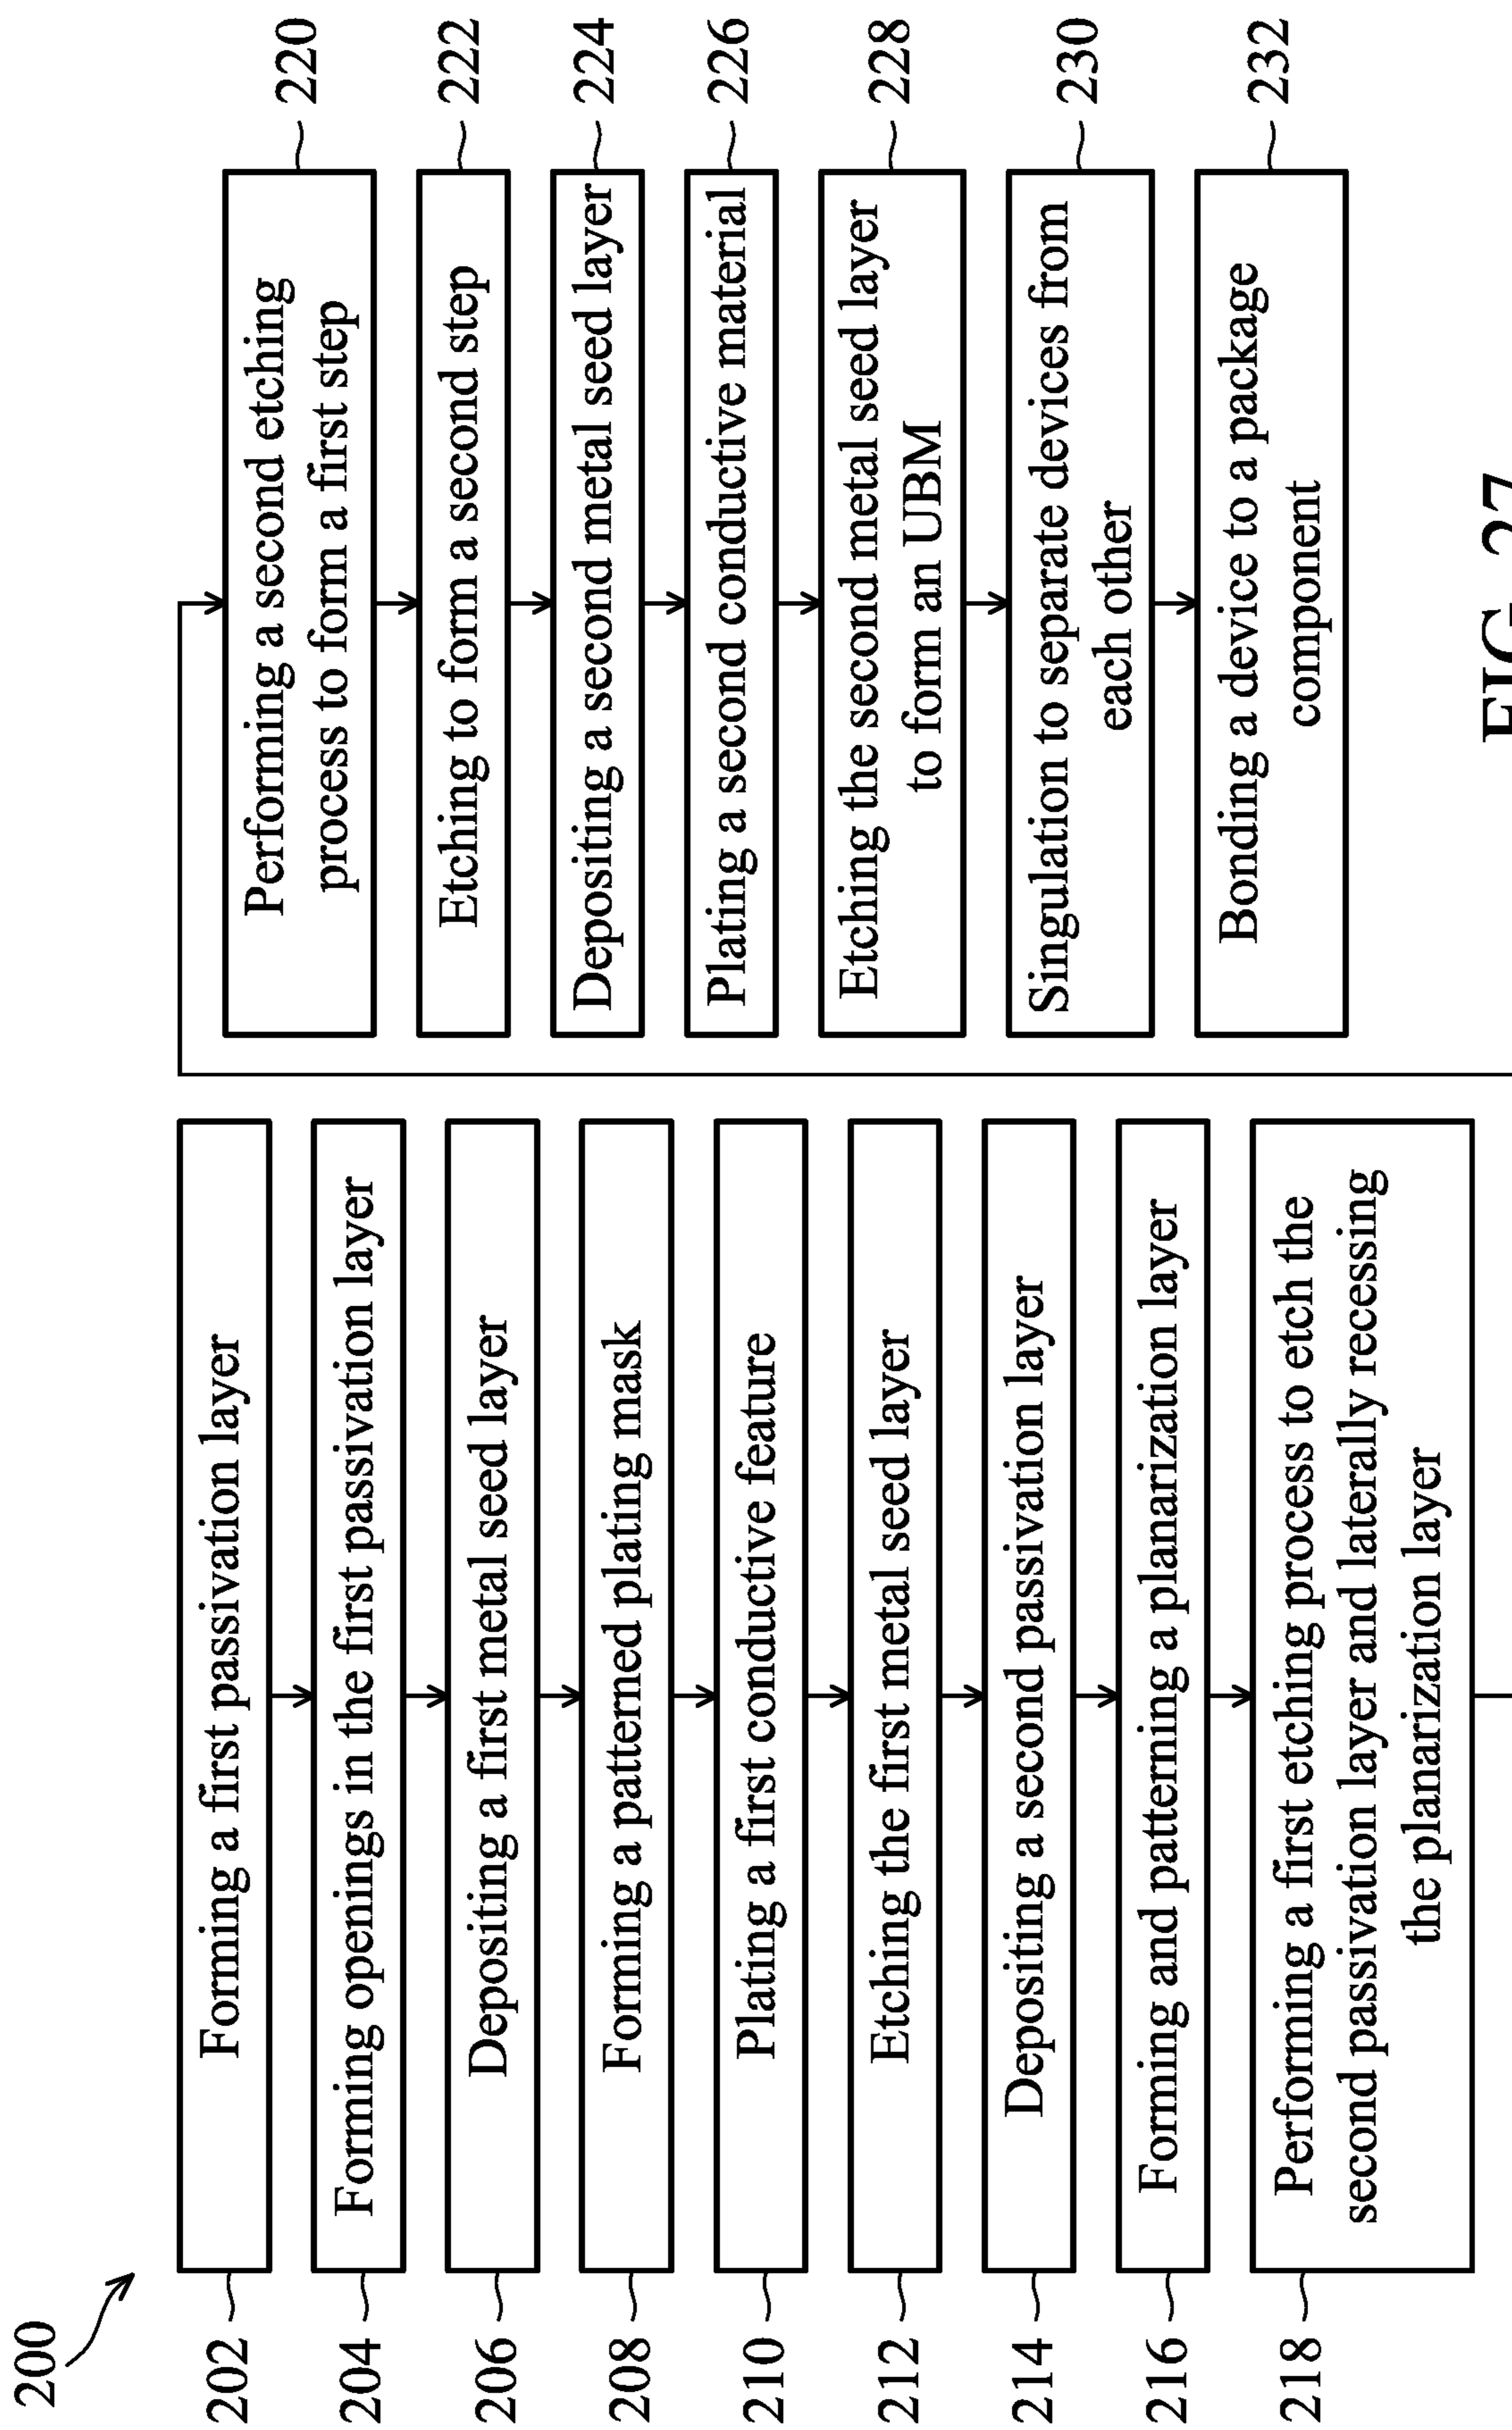 200
202
Forming a first passivation layer
204
Forming openings in the first passivation layer
206
Depositing a first metal seed layer
208
Forming a patterned plating mask
210
Plating a first conductive feature
212
Etching the first metal seed layer
214
Depositing a second passivation layer
216
Forming and patterning a planarization layer
218
Performing a first etching process to etch the
second passivation layer and laterally recessing
the planarization layer
Performing a second etching
process to form a first step
220
Etching to form a second step
222
Depositing a second metal seed layer
224
Plating a second conductive material
226
Etching the second metal seed layer
to form an UBM
228
Singulation to separate devices from
each other
230
Bonding a device to a package
component
232
FIG. 27